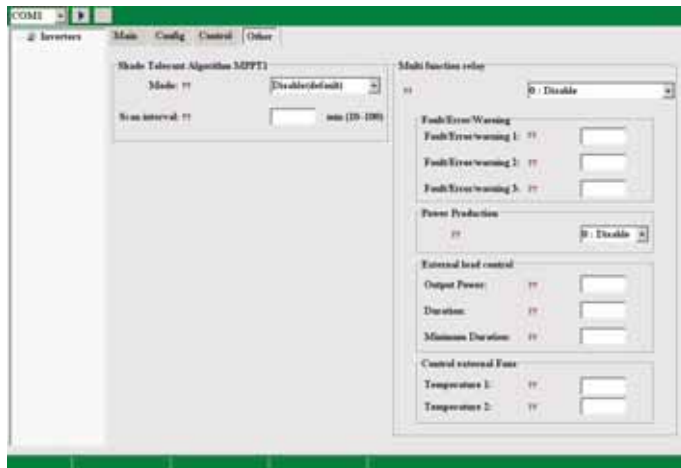 COM1
Inverters
Main Config Control Other
Shade Tolerant Algorithm MPPT1
Mode: ??
Disable(default)
Scan interval: ??
min (10-100)
Multi function relay
??
0 : Disable
Fault/Error/Warning
Fault/Error/warning 1: ??
Fault/Error/warning 2: ??
Fault/Error/warning 3: ??
Power Production
??
0 : Disable
External load control
Output Power: ??
Duration: ??
Minimum Duration: ??
Control external Fans
Temperature 1: ??
Temperature 2: ??